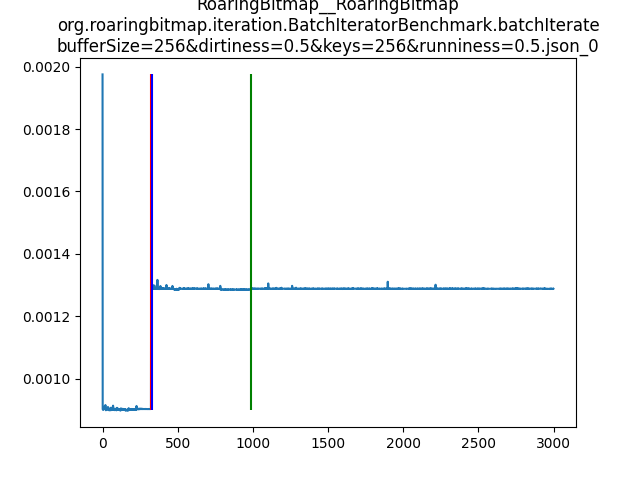 RoaringBitmap__RoaringBitmap
org.roaringbitmap.iteration.BatchIteratorBenchmark.batchIterate
bufferSize=256&dirtiness=0.5&keys=256&runniness=0.5.json_0
0.0020
0.0018
0.0016
0.0014
0.0012
0.0010
0 500 1000 1500 2000 2500 3000